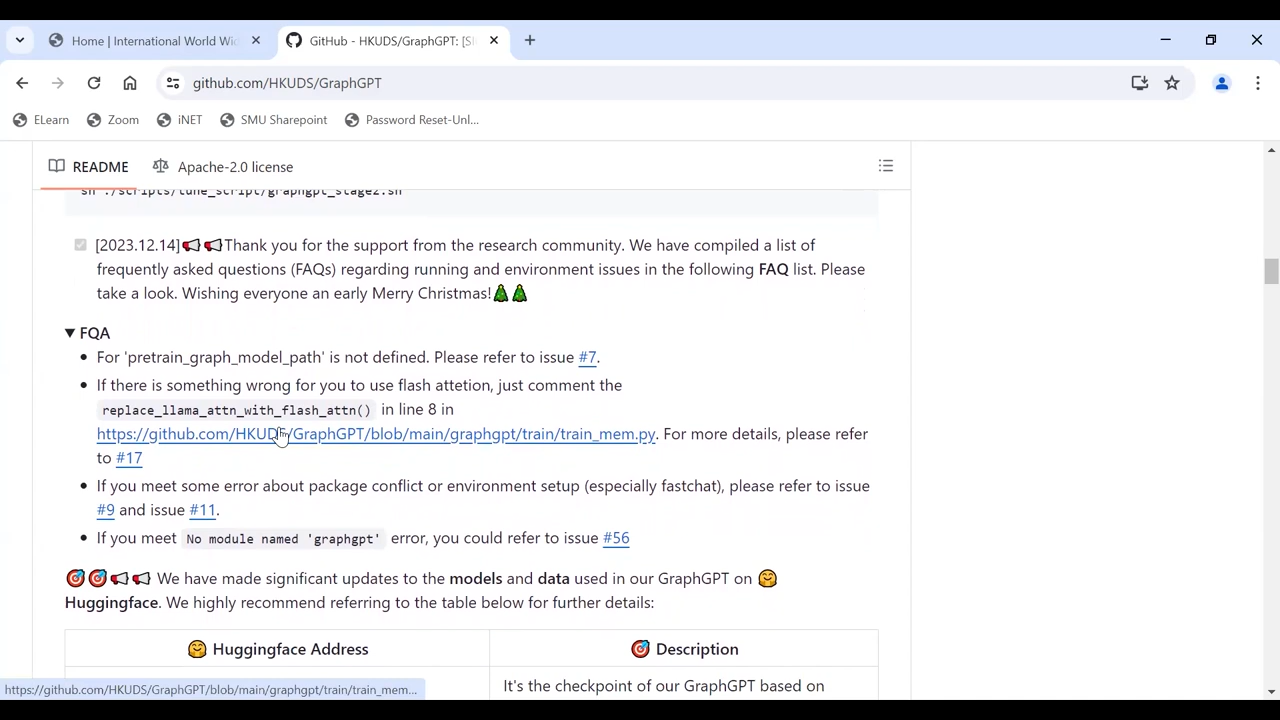 Home | International World Wid
GitHub - HKUDS/GraphGPT: [SI
github.com/HKUDS/GraphGPT
ELearn
Zoom
iNET
SMU Sharepoint
Password Reset-Unl...
README
Apache-2.0 license
sh ./scripts/tune_script/graphgpt_stage2.sh
[2023.12.14]📢📢Thank you for the support from the research community. We have compiled a list of
frequently asked questions (FAQs) regarding running and environment issues in the following FAQ list. Please
take a look. Wishing everyone an early Merry Christmas!🎄🎄
▼ FQA
• For 'pretrain_graph_model_path' is not defined. Please refer to issue #7.
• If there is something wrong for you to use flash attetion, just comment the
replace_llama_attn_with_flash_attn() in line 8 in
https://github.com/HKUDS/GraphGPT/blob/main/graphgpt/train/train_mem.py. For more details, please refer
to #17
• If you meet some error about package conflict or environment setup (especially fastchat), please refer to issue
#9 and issue #11.
• If you meet No module named 'graphgpt' error, you could refer to issue #56
🎯🎯📢📢 We have made significant updates to the models and data used in our GraphGPT on 🤗
Huggingface. We highly recommend referring to the table below for further details:
🤗 Huggingface Address
🎯 Description
It's the checkpoint of our GraphGPT based on
https://github.com/HKUDS/GraphGPT/blob/main/graphgpt/train/train_mem...